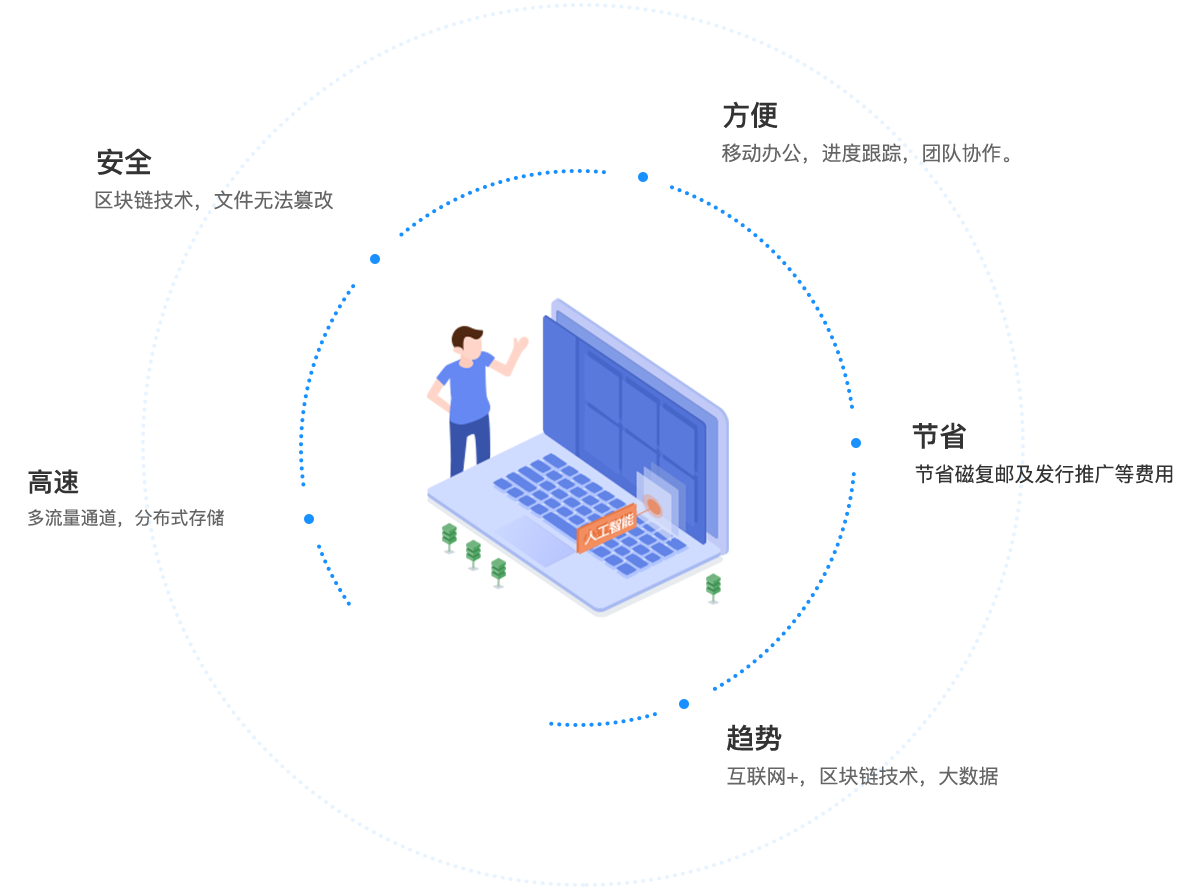 方便
移动办公，进度跟踪，团队协作。
安全
区块链技术，文件无法篡改
节省
节省磁复邮及发行推广等费用
高速
多流量通道，分布式存储
人工智能
趋势
互联网+，区块链技术，大数据